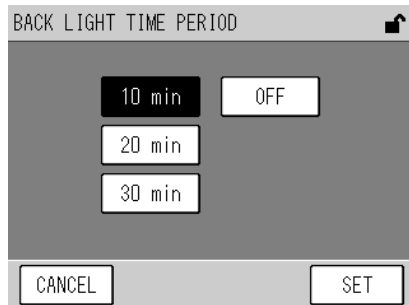 BACK LIGHT TIME PERIOD
10 min OFF
20 min
30 min
CANCEL SET